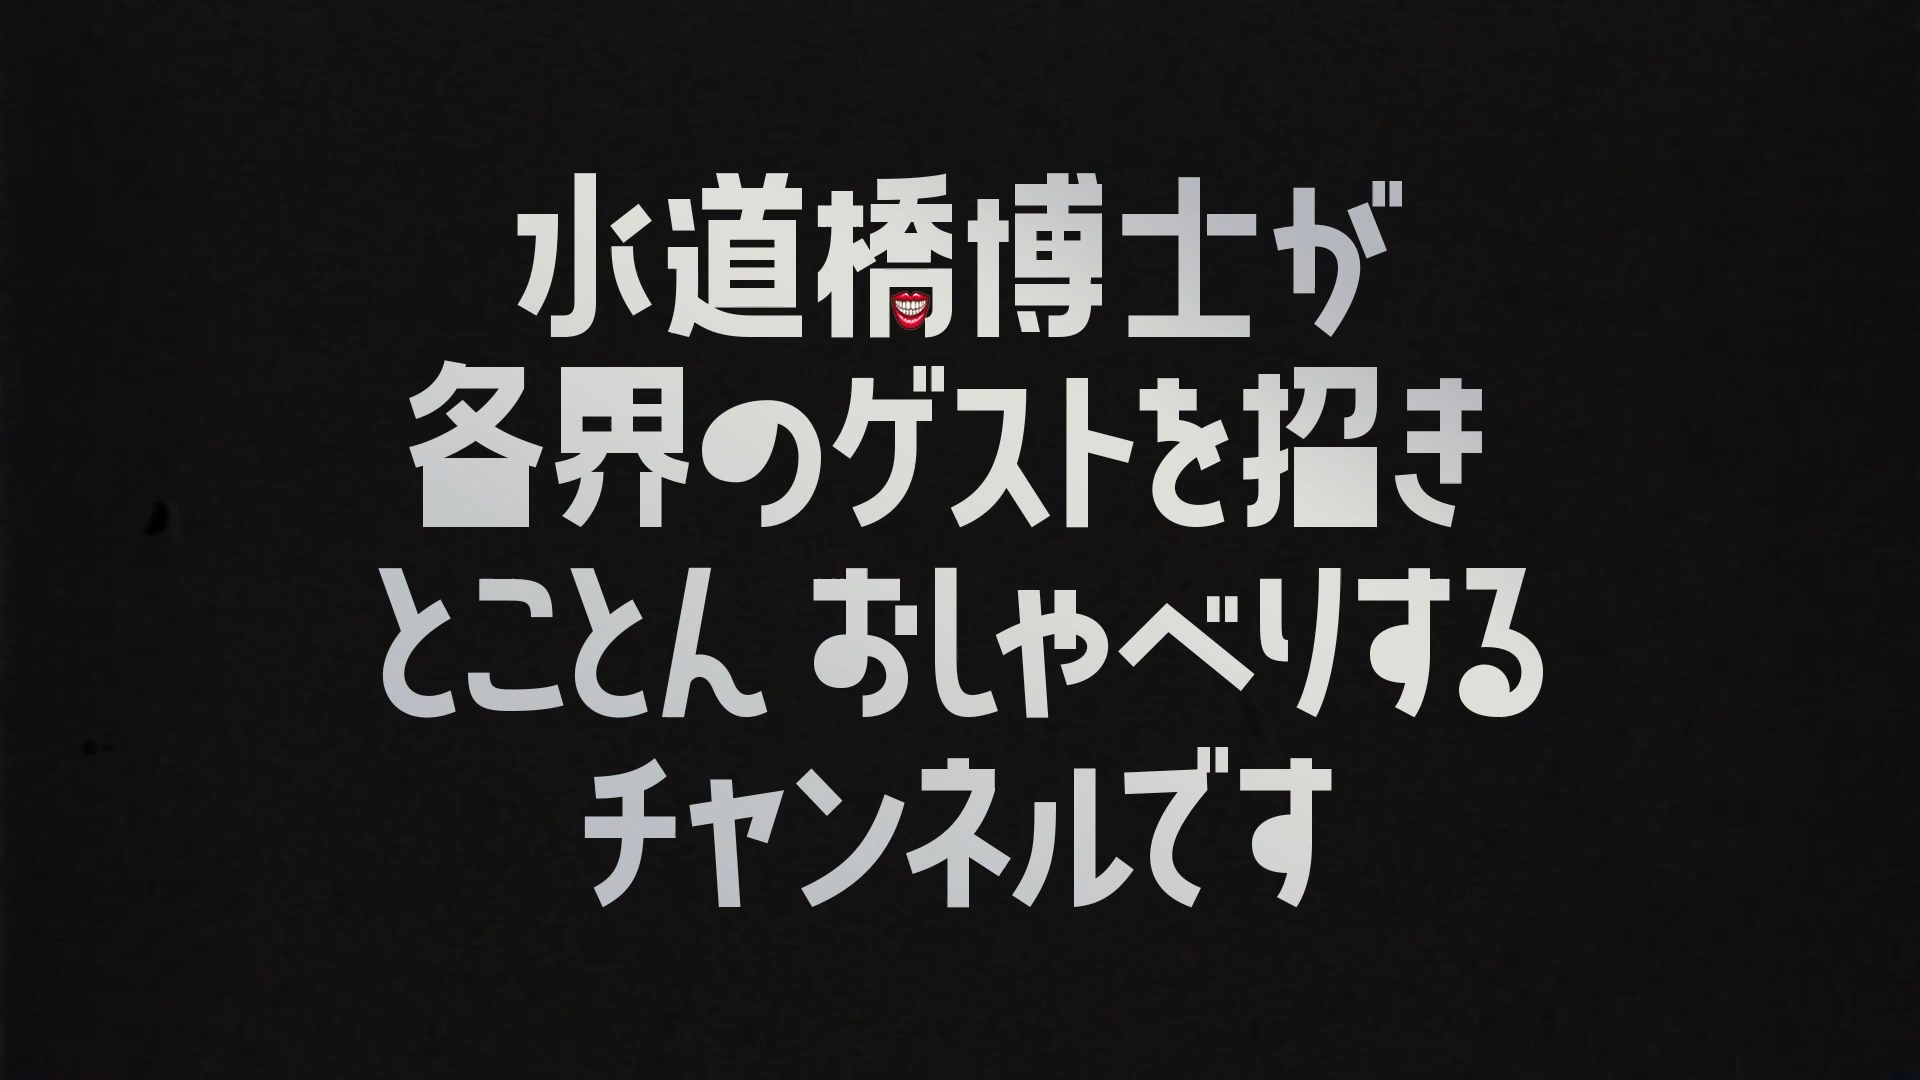 水道橋博士が
各界のゲストを招き
とことん おしゃべりする
チャンネルです